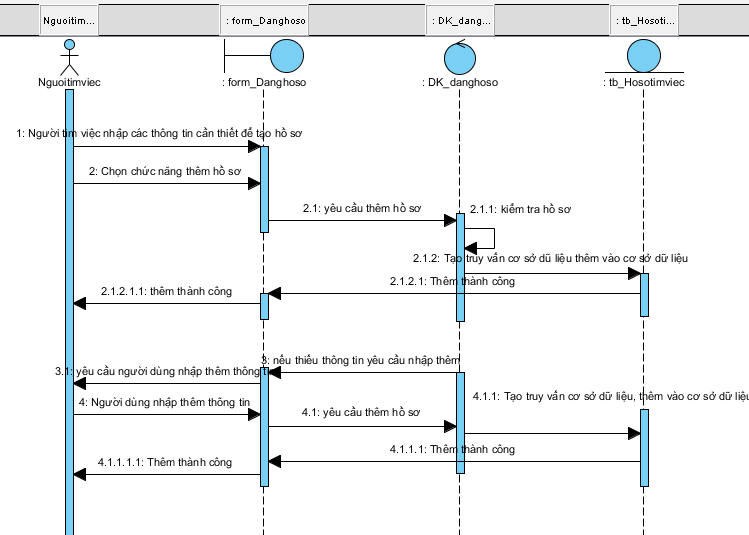 Nguoitim...
: form_Danghoso
: DK_dang...
: tb_Hosoti...
Nguoitimviec
: form_Danghoso
: DK_danghoso
: tb_Hosotimviec
1: Người tìm việc nhập các thông tin cần thiết để tạo hồ sơ
2: Chọn chức năng thêm hồ sơ
2.1: yêu cầu thêm hồ sơ
2.1.1: kiểm tra hồ sơ
2.1.2: Tạo truy vấn cơ sở dữ liệu thêm vào cơ sở dữ liệu
2.1.2.1: Thêm thành công
2.1.2.1.1: thêm thành công
3: nếu thiếu thông tin yêu cầu nhập thêm
3.1: yêu cầu người dùng nhập thêm thông tin
4: Người dùng nhập thêm thông tin
4.1.1: Tạo truy vấn cơ sở dữ liệu, thêm vào cơ sở dữ liệu
4.1: yêu cầu thêm hồ sơ
4.1.1.1: Thêm thành công
4.1.1.1.1: Thêm thành công